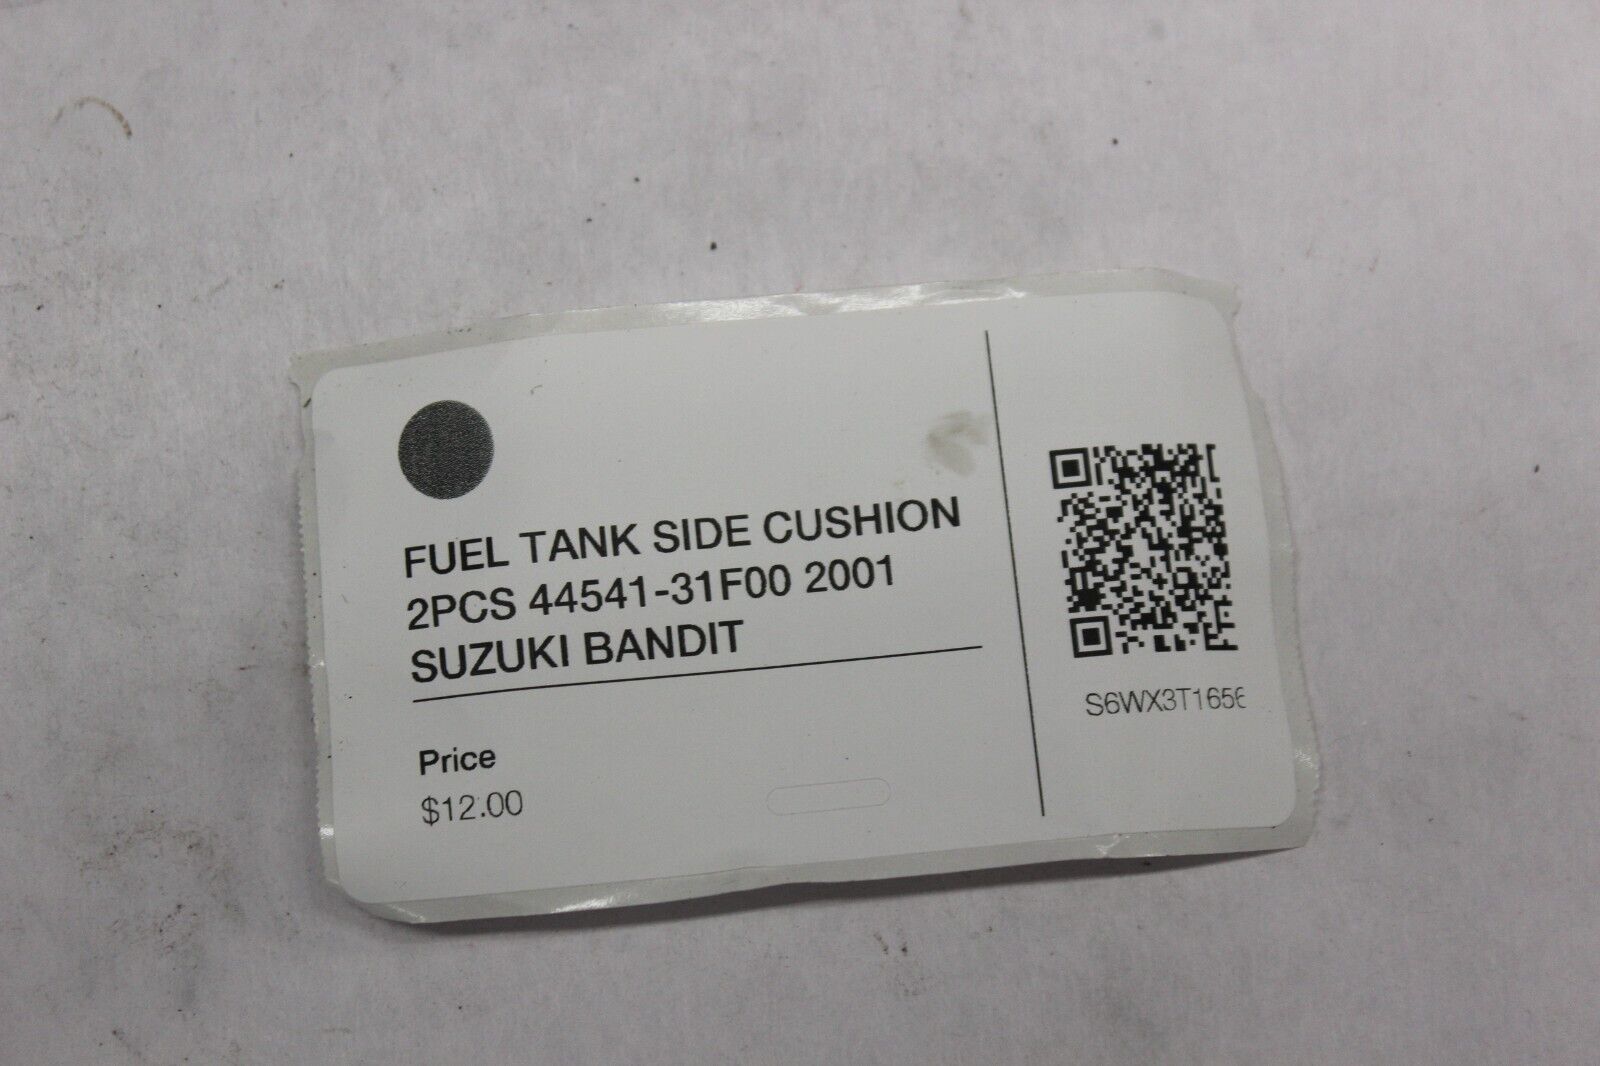 FUEL TANK SIDE CUSHION
2PCS 44541-31F00 2001
SUZUKI BANDIT
Price
$12.00
S6WX3T1656